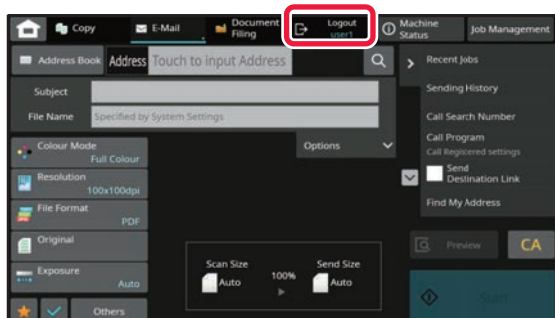 Copy
E-Mail
Document
Filing
Logout
user1
Machine
Status
Job Management
Address Book
Address
Touch to input Address
Recent Jobs
Subject
Sending History
File Name
Specified by System Settings
Call Search Number
Colour Mode
Full Colour
Options
Call Program
Call Registered settings
Resolution
100x100dpi
Send
Destination Link
File Format
PDF
Find My Address
Original
Preview
CA
Scan Size
Auto
100%
Send Size
Auto
Exposure
Auto
Others
Start